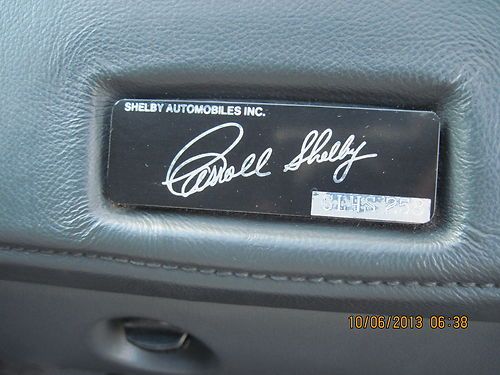 SHELBY AUTOMOBILES INC.
Carroll Shelby
10/06/2013 06:38